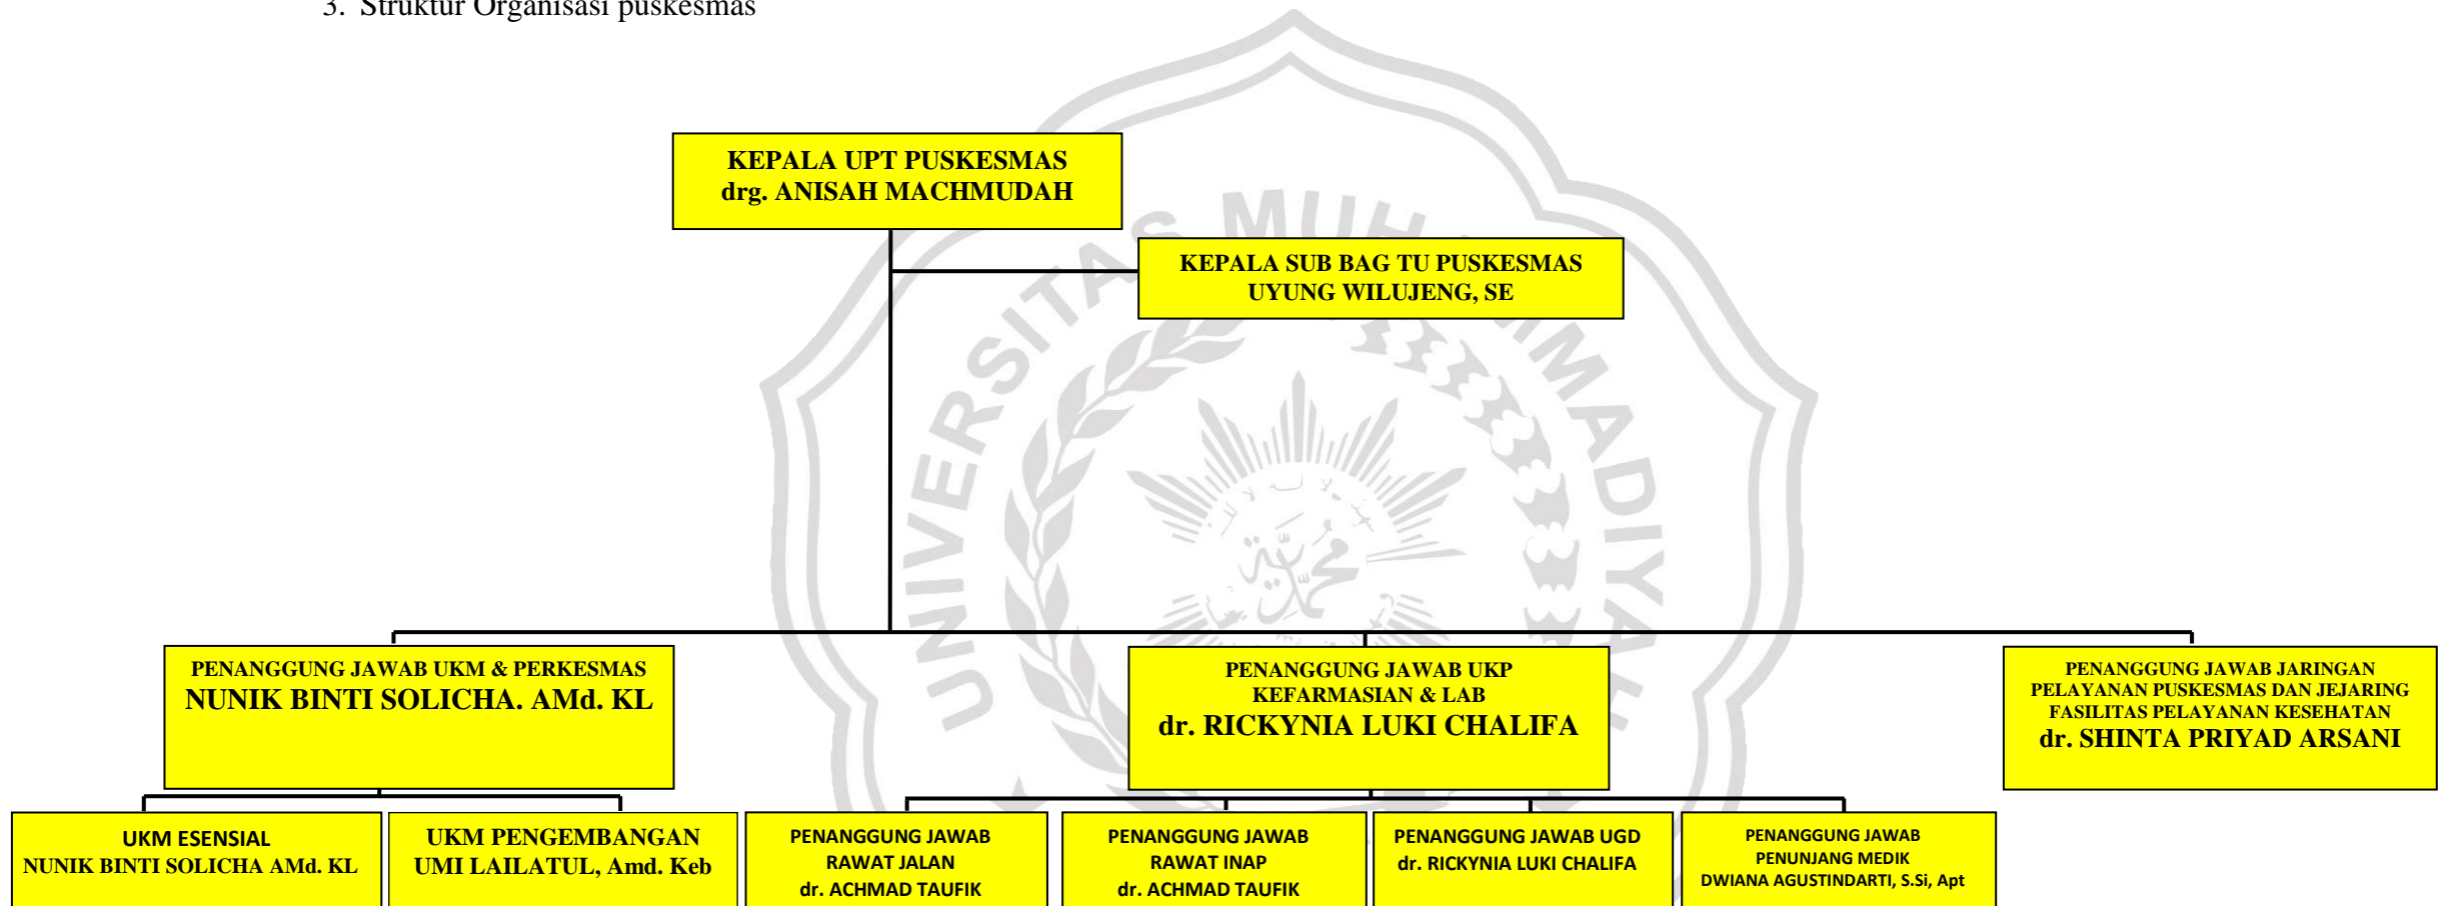 3. Struktur Organisasi puskesmas
KEPALA UPT PUSKESMAS
drg. ANISAH MACHMUDAH
KEPALA SUB BAG TU PUSKESMAS
UYUNG WILUJENG, SE
PENANGGUNG JAWAB UKM & PERKESMAS
NUNIK BINTI SOLICHA. AMd. KL
PENANGGUNG JAWAB UKP
KEFARMASIAN & LAB
dr. RICKYNIA LUKI CHALIFA
PENANGGUNG JAWAB JARINGAN
PELAYANAN PUSKESMAS DAN JEJARING
FASILITAS PELAYANAN KESEHATAN
dr. SHINTA PRIYAD ARSANI
UKM ESENSIAL
NUNIK BINTI SOLICHA AMd. KL
UKM PENGEMBANGAN
UMI LAILATUL, Amd. Keb
PENANGGUNG JAWAB
RAWAT JALAN
dr. ACHMAD TAUFIK
PENANGGUNG JAWAB
RAWAT INAP
dr. ACHMAD TAUFIK
PENANGGUNG JAWAB UGD
dr. RICKYNIA LUKI CHALIFA
PENANGGUNG JAWAB
PENUNJANG MEDIK
DWIANA AGUSTINDARTI, S.Si, Apt